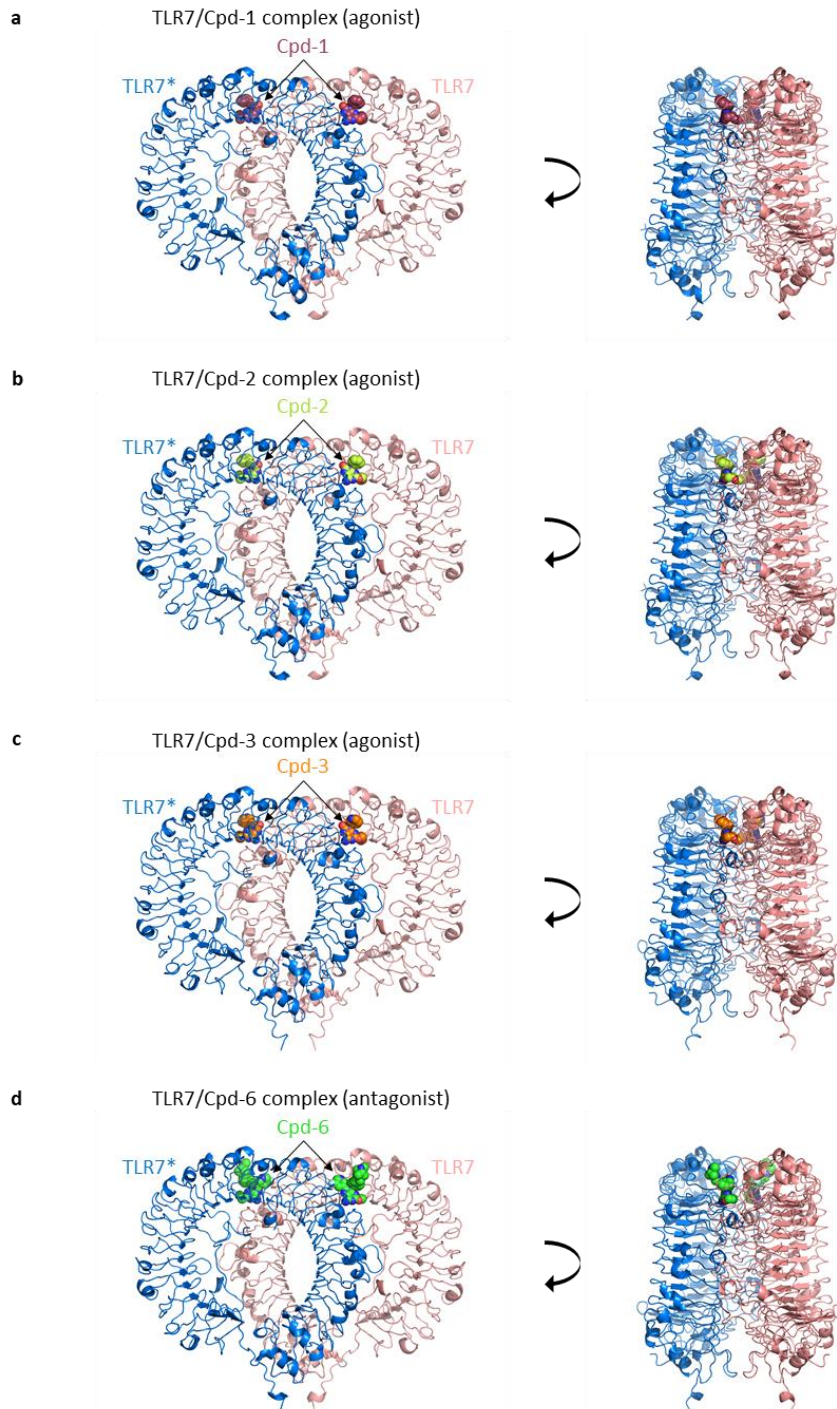 a
TLR7/Cpd-1 complex (agonist)
Cpd-1
TLR7*
TLR7
b
TLR7/Cpd-2 complex (agonist)
Cpd-2
TLR7*
TLR7
c
TLR7/Cpd-3 complex (agonist)
Cpd-3
TLR7*
TLR7
d
TLR7/Cpd-6 complex (antagonist)
Cpd-6
TLR7*
TLR7